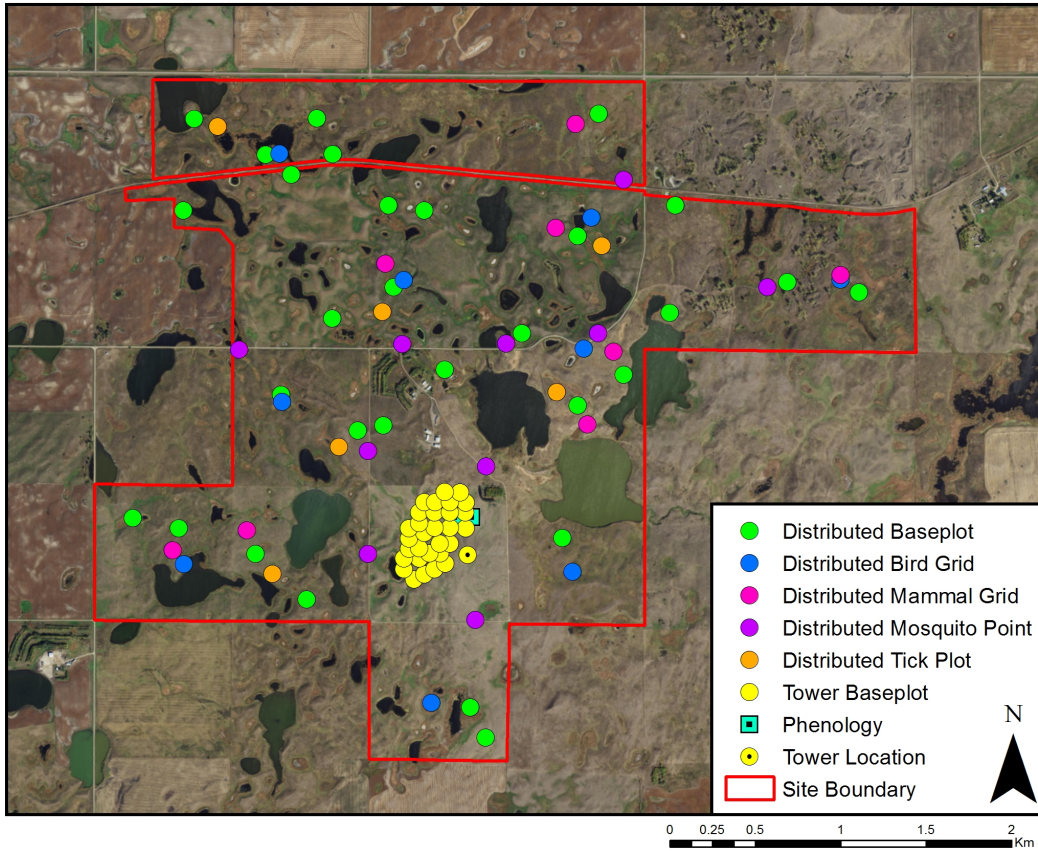 Distributed Baseplot
Distributed Bird Grid
Distributed Mammal Grid
Distributed Mosquito Point
Distributed Tick Plot
Tower Baseplot
Phenology
Tower Location
Site Boundary
N
0 0.25 0.5 1 1.5 2
Km